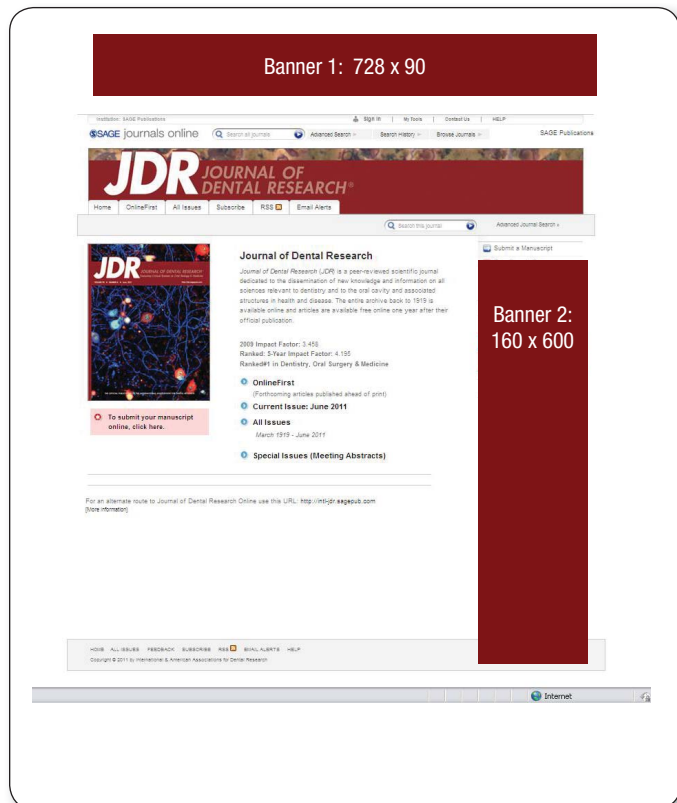 Banner 1: 728 x 90
Institution: SAGE Publications
Sign In | My Tools | Contact Us | HELP
SAGE journals online
Search all journals
Advanced Search
Search History
Browse Journals
SAGE Publications
JDR JOURNAL OF
DENTAL RESEARCH®
Home
OnlineFirst
All Issues
Subscribe
RSS
Email Alerts
Search this journal
Advanced Journal Search »
Submit a Manuscript
JDR
JOURNAL OF DENTAL RESEARCH
Journal of Dental Research
Journal of Dental Research (JDR) is a peer-reviewed scientific journal
dedicated to the dissemination of new knowledge and information on all
sciences relevant to dentistry and to the oral cavity and associated
structures in health and disease. The entire archive back to 1919 is
available online and articles are available free online one year after their
official publication.
2009 Impact Factor: 3.458
Ranked: 5-Year Impact Factor: 4.195
Ranked#1 in Dentistry, Oral Surgery & Medicine
OnlineFirst
(Forthcoming articles published ahead of print)
Current Issue: June 2011
All Issues
March 1919 - June 2011
Special Issues (Meeting Abstracts)
To submit your manuscript
online, click here.
Banner 2:
160 x 600
For an alternate route to Journal of Dental Research Online use this URL: http://intl-jdr.sagepub.com
[More information]
HOME ALL ISSUES FEEDBACK SUBSCRIBE RSS EMAIL ALERTS HELP
Copyright © 2011 by International & American Associations for Dental Research
Internet